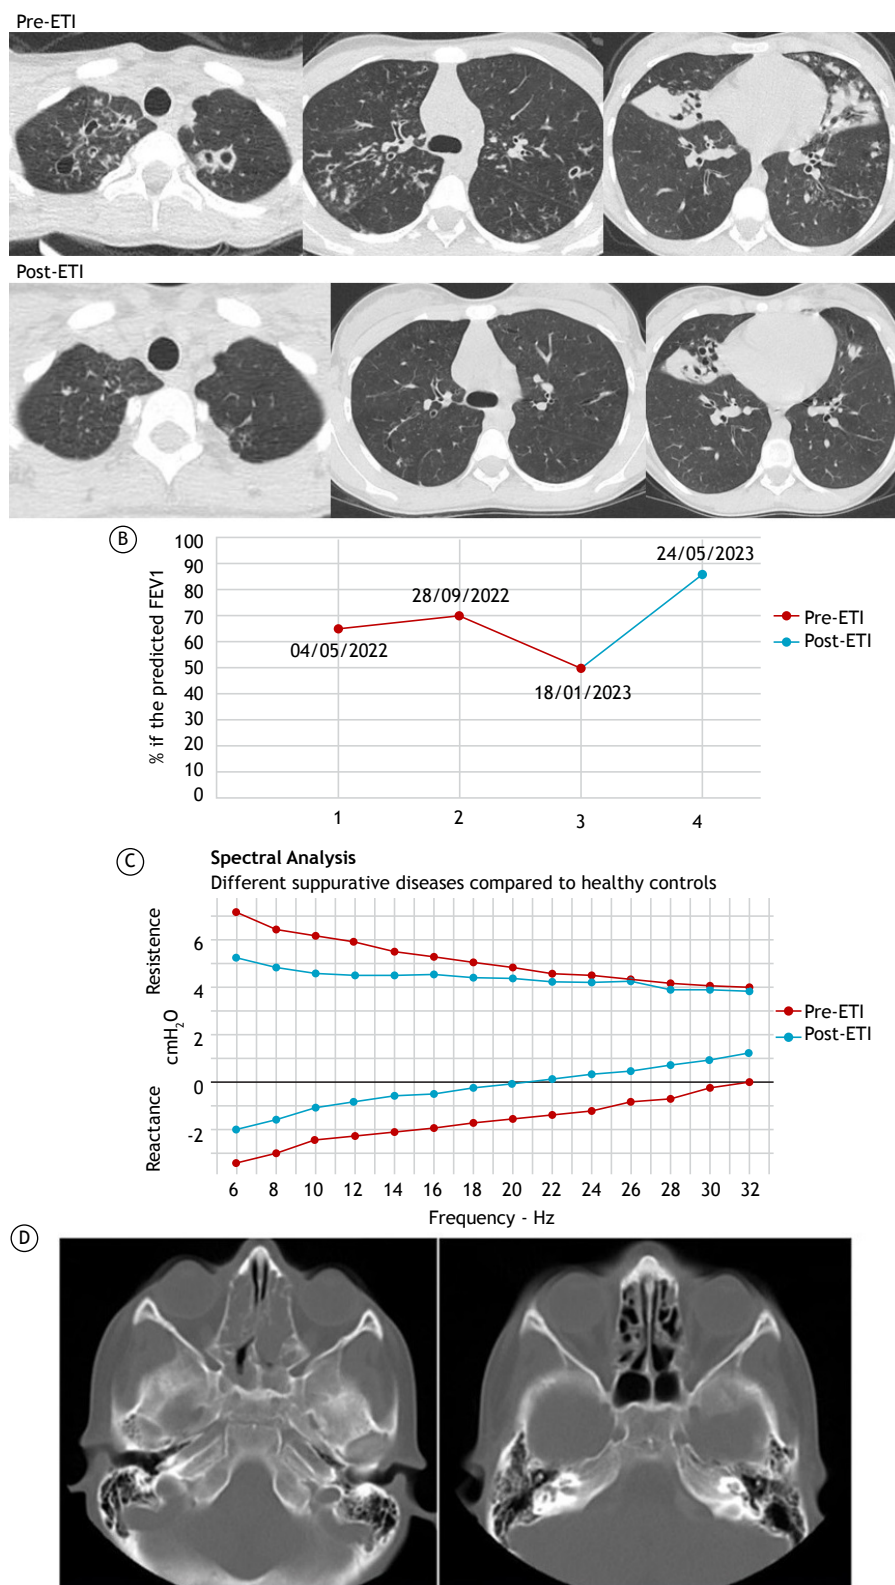 Pre-ETI
Post-ETI
B
% if the predicted FEV1
100
90
80
70
60
50
40
30
20
10
0
04/05/2022
28/09/2022
18/01/2023
24/05/2023
1
2
3
4
Pre-ETI
Post-ETI
C
Spectral Analysis
Different suppurative diseases compared to healthy controls
Resistence
cmH₂O
Reactance
6
4
2
0
-2
6 8 10 12 14 16 18 20 22 24 26 28 30 32
Frequency - Hz
Pre-ETI
Post-ETI
D